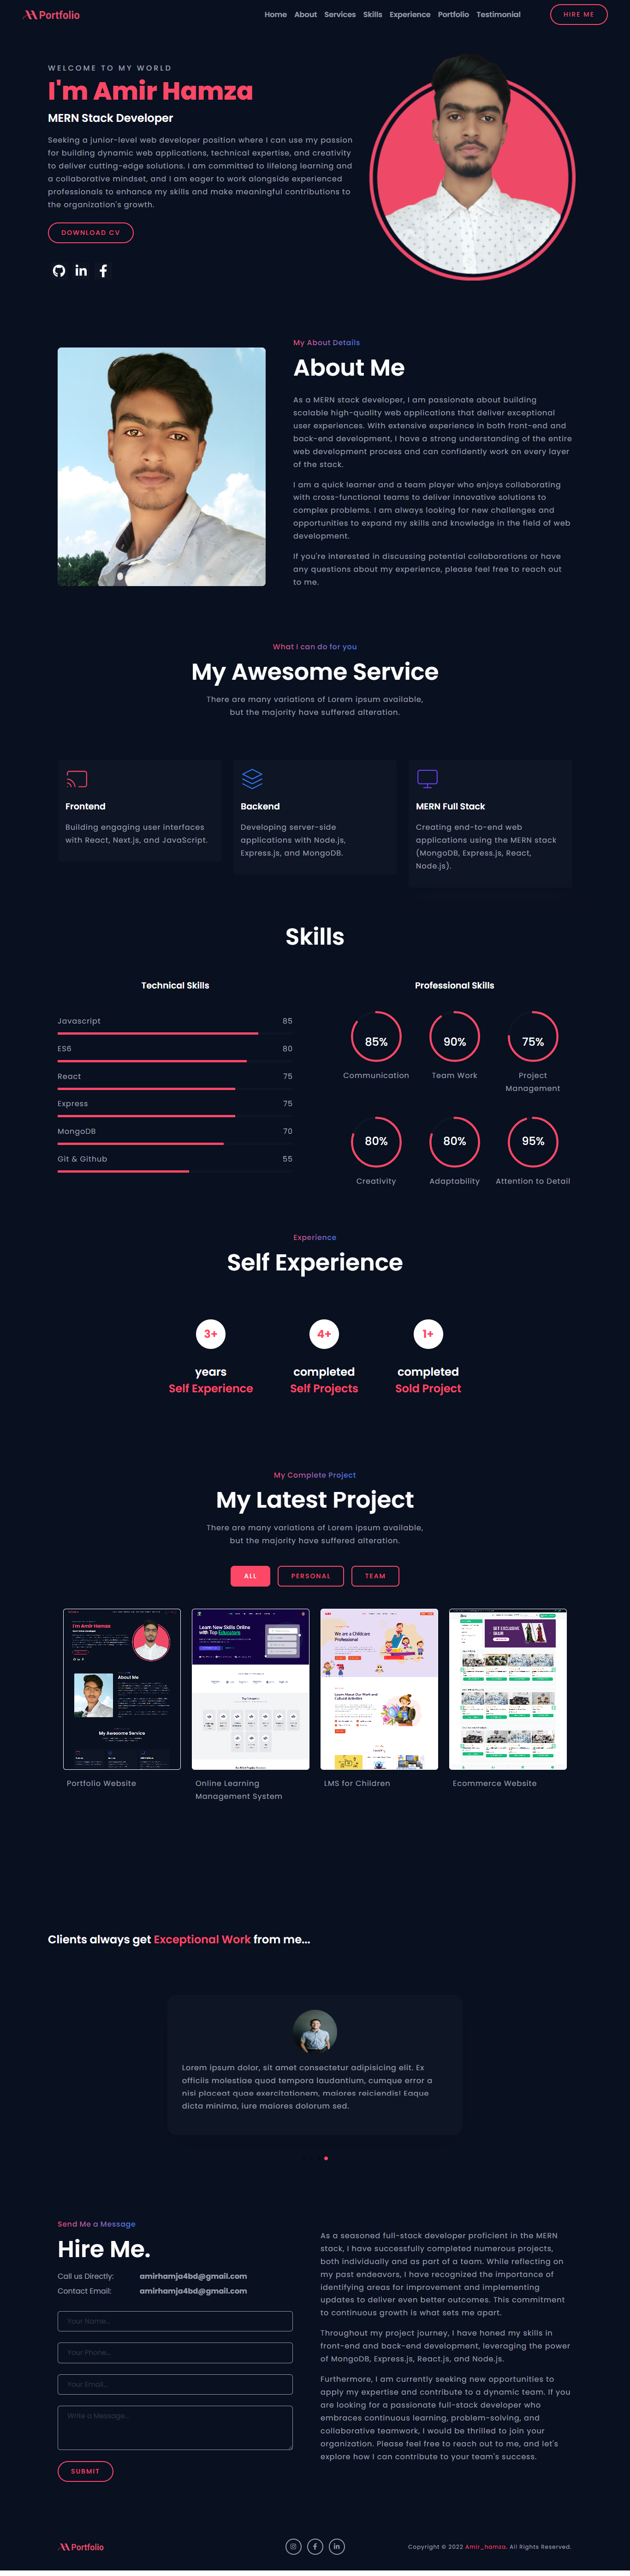 Portfolio
Home About Services Skills Experience Portfolio Testimonial
HIRE ME
WELCOME TO MY WORLD
I'm Amir Hamza
MERN Stack Developer
Seeking a junior-level web developer position where I can use my passion
for building dynamic web applications, technical expertise, and creativity
to deliver cutting-edge solutions. I am committed to lifelong learning and
a collaborative mindset, and I am eager to work alongside experienced
professionals to enhance my skills and make meaningful contributions to
the organization's growth.
DOWNLOAD CV
My About Details
About Me
As a MERN stack developer, I am passionate about building
scalable high-quality web applications that deliver exceptional
user experiences. With extensive experience in both front-end and
back-end development, I have a strong understanding of the entire
web development process and can confidently work on every layer
of the stack.
I am a quick learner and a team player who enjoys collaborating
with cross-functional teams to deliver innovative solutions to
complex problems. I am always looking for new challenges and
opportunities to expand my skills and knowledge in the field of web
development.
If you're interested in discussing potential collaborations or have
any questions about my experience, please feel free to reach out
to me.
What I can do for you
My Awesome Service
There are many variations of Lorem Ipsum available,
but the majority have suffered alteration.
Frontend
Building engaging user interfaces
with React, Next.js, and JavaScript.
Backend
Developing server-side
applications with Node.js,
Express.js, and MongoDB.
MERN Full Stack
Creating end-to-end web
applications using the MERN stack
(MongoDB, Express.js, React,
Node.js).
Skills
Technical Skills
Javascript 85
ES6 80
React 75
Express 75
MongoDB 70
Git & Github 55
Professional Skills
85% 90% 75%
Communication Team Work Project
Management
80% 80% 95%
Creativity Adaptability Attention to Detail
Experience
Self Experience
3+ 4+ 1+
years completed completed
Self Experience Self Projects Sold Project
My Complete Project
My Latest Project
There are many variations of Lorem Ipsum available,
but the majority have suffered alteration.
ALL PERSONAL TEAM
I'm Amir Hamza
About Me
My Awesome Service
Learn New Skills Online
with Top Educators
We are a Childcare
Professional
Learn About Our Work and
Cultural Activities
GET EXCLUSIVE
Portfolio Website
Online Learning
Management System
LMS for Children
Ecommerce Website
Clients always get Exceptional Work from me...
Lorem ipsum dolor, sit amet consectetur adipisicing elit. Ex
officiis molestiae quod tempora laudantium, cumque error a
nisi placeat quae exercitationem, maiores reiciendis! Eaque
dicta minima, iure maiores dolorum sed.
Send Me a Message
Hire Me.
Call us Directly: amirhamja4bd@gmail.com
Contact Email: amirhamja4bd@gmail.com
Your Name...
Your Phone...
Your Email...
Write a Message...
SUBMIT
As a seasoned full-stack developer proficient in the MERN
stack, I have successfully completed numerous projects,
both individually and as part of a team. While reflecting on
my past endeavors, I have recognized the importance of
identifying areas for improvement and implementing
updates to deliver even better outcomes. This commitment
to continuous growth is what sets me apart.
Throughout my project journey, I have honed my skills in
front-end and back-end development, leveraging the power
of MongoDB, Express.js, React.js, and Node.js.
Furthermore, I am currently seeking new opportunities to
apply my expertise and contribute to a dynamic team. If you
are looking for a passionate full-stack developer who
embraces continuous learning, problem-solving, and
collaborative teamwork, I would be thrilled to join your
organization. Please feel free to reach out to me, and let's
explore how I can contribute to your team's success.
Portfolio
Copyright © 2022 Amir_hamza. All Rights Reserved.